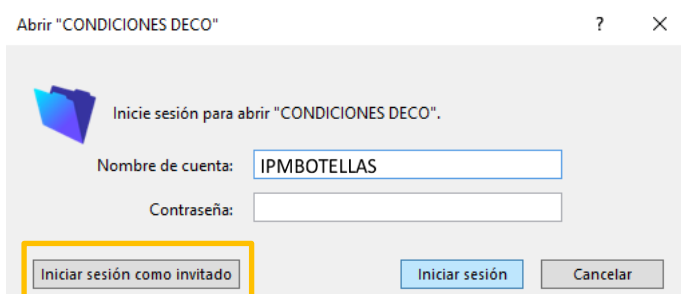 Abrir "CONDICIONES DECO" ? ×
Inicie sesión para abrir "CONDICIONES DECO".
Nombre de cuenta: IPMBOTELLAS
Contraseña:
Iniciar sesión como invitado Iniciar sesión Cancelar